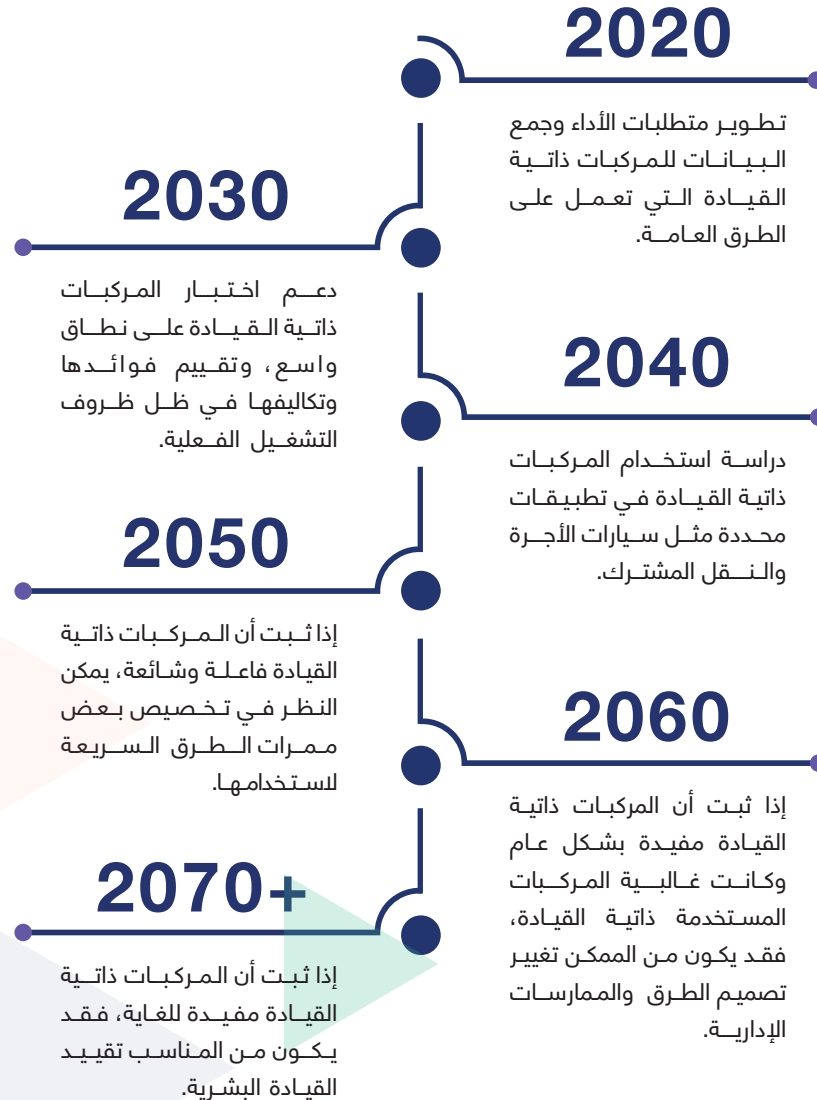 2020
تطوير متطلبات الأداء وجمع
البيانات للمركبات ذاتية
القيادة التي تعمل على
الطرق العامة.
2030
دعم اختبار المركبات
ذاتية القيادة على نطاق
واسع، وتقييم فوائدها
وتكاليفها في ظل ظروف
التشغيل الفعلية.
2040
دراسة استخدام المركبات
ذاتية القيادة في تطبيقات
محددة مثل سيارات الأجرة
والنقل المشترك.
2050
إذا ثبت أن المركبات ذاتية
القيادة فاعلة وشائعة، يمكن
النظر في تخصيص بعض
ممرات الطرق السريعة
لاستخدامها.
2060
إذا ثبت أن المركبات ذاتية
القيادة مفيدة بشكل عام
وكانت غالبية المركبات
المستخدمة ذاتية القيادة،
فقد يكون من الممكن تغيير
تصميم الطرق والممارسات
الإدارية.
2070+
إذا ثبت أن المركبات ذاتية
القيادة مفيدة للغاية، فقد
يكون من المناسب تقييد
القيادة البشرية.